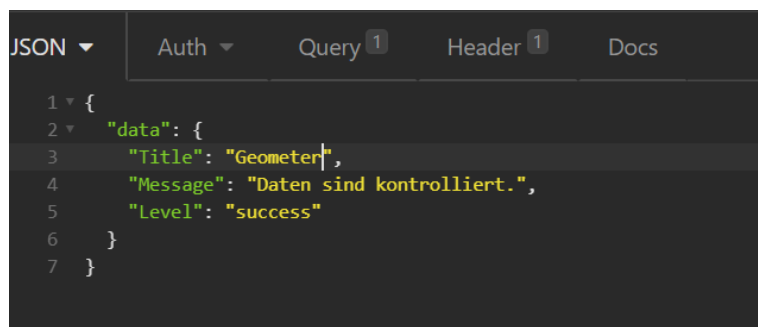 JSON Auth Query 1 Header 1 Docs
1 {
2 "data": {
3 "Title": "Geometer",
4 "Message": "Daten sind kontrolliert.",
5 "Level": "success"
6 }
7 }